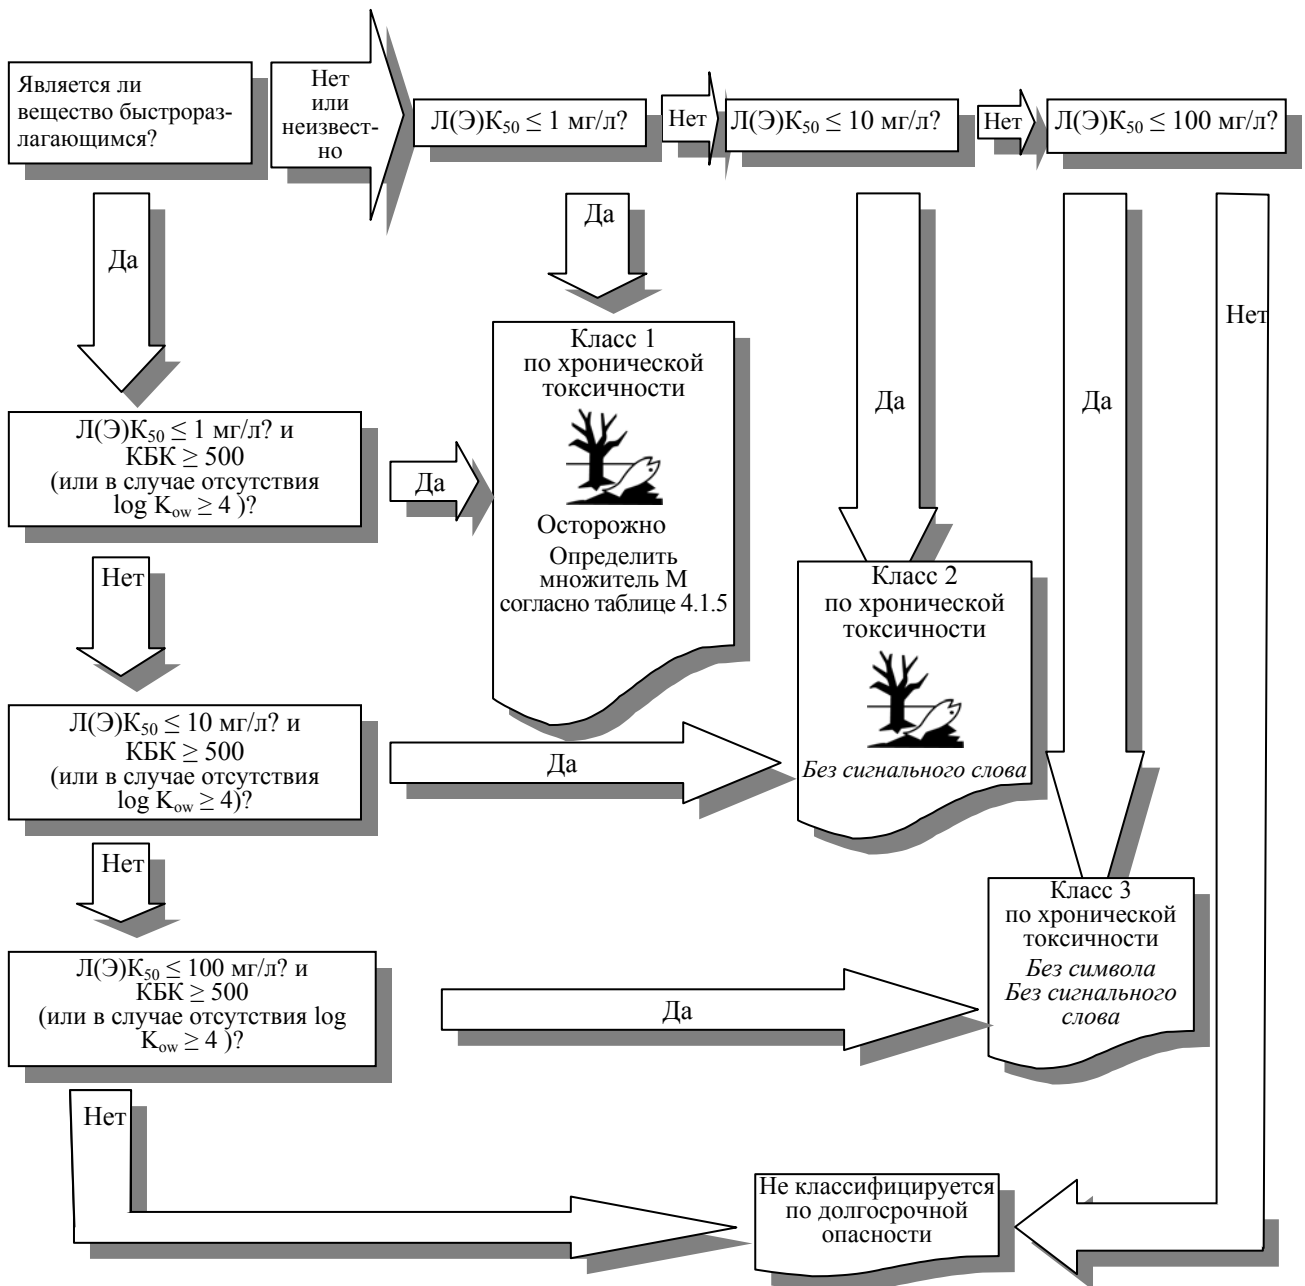 Является ли
вещество быстрораз-
лагающимся?
Нет
или
неизвест-
но
Л(Э)К₅₀ ≤ 1 мг/л?
Нет
Л(Э)К₅₀ ≤ 10 мг/л?
Нет
Л(Э)К₅₀ ≤ 100 мг/л?
Да
Да
Да
Да
Нет
Класс 1
по хронической
токсичности
Осторожно
Определить
множитель М
согласно таблице 4.1.5
Л(Э)К₅₀ ≤ 1 мг/л? и
КБК ≥ 500
(или в случае отсутствия
log Kow ≥ 4 )?
Да
Нет
Класс 2
по хронической
токсичности
Без сигнального слова
Л(Э)К₅₀ ≤ 10 мг/л? и
КБК ≥ 500
(или в случае отсутствия
log Kow ≥ 4)?
Да
Нет
Класс 3
по хронической
токсичности
Без символа
Без сигнального
слова
Л(Э)К₅₀ ≤ 100 мг/л? и
КБК ≥ 500
(или в случае отсутствия log
Kow ≥ 4 )?
Да
Нет
Не классифицируется
по долгосрочной
опасности